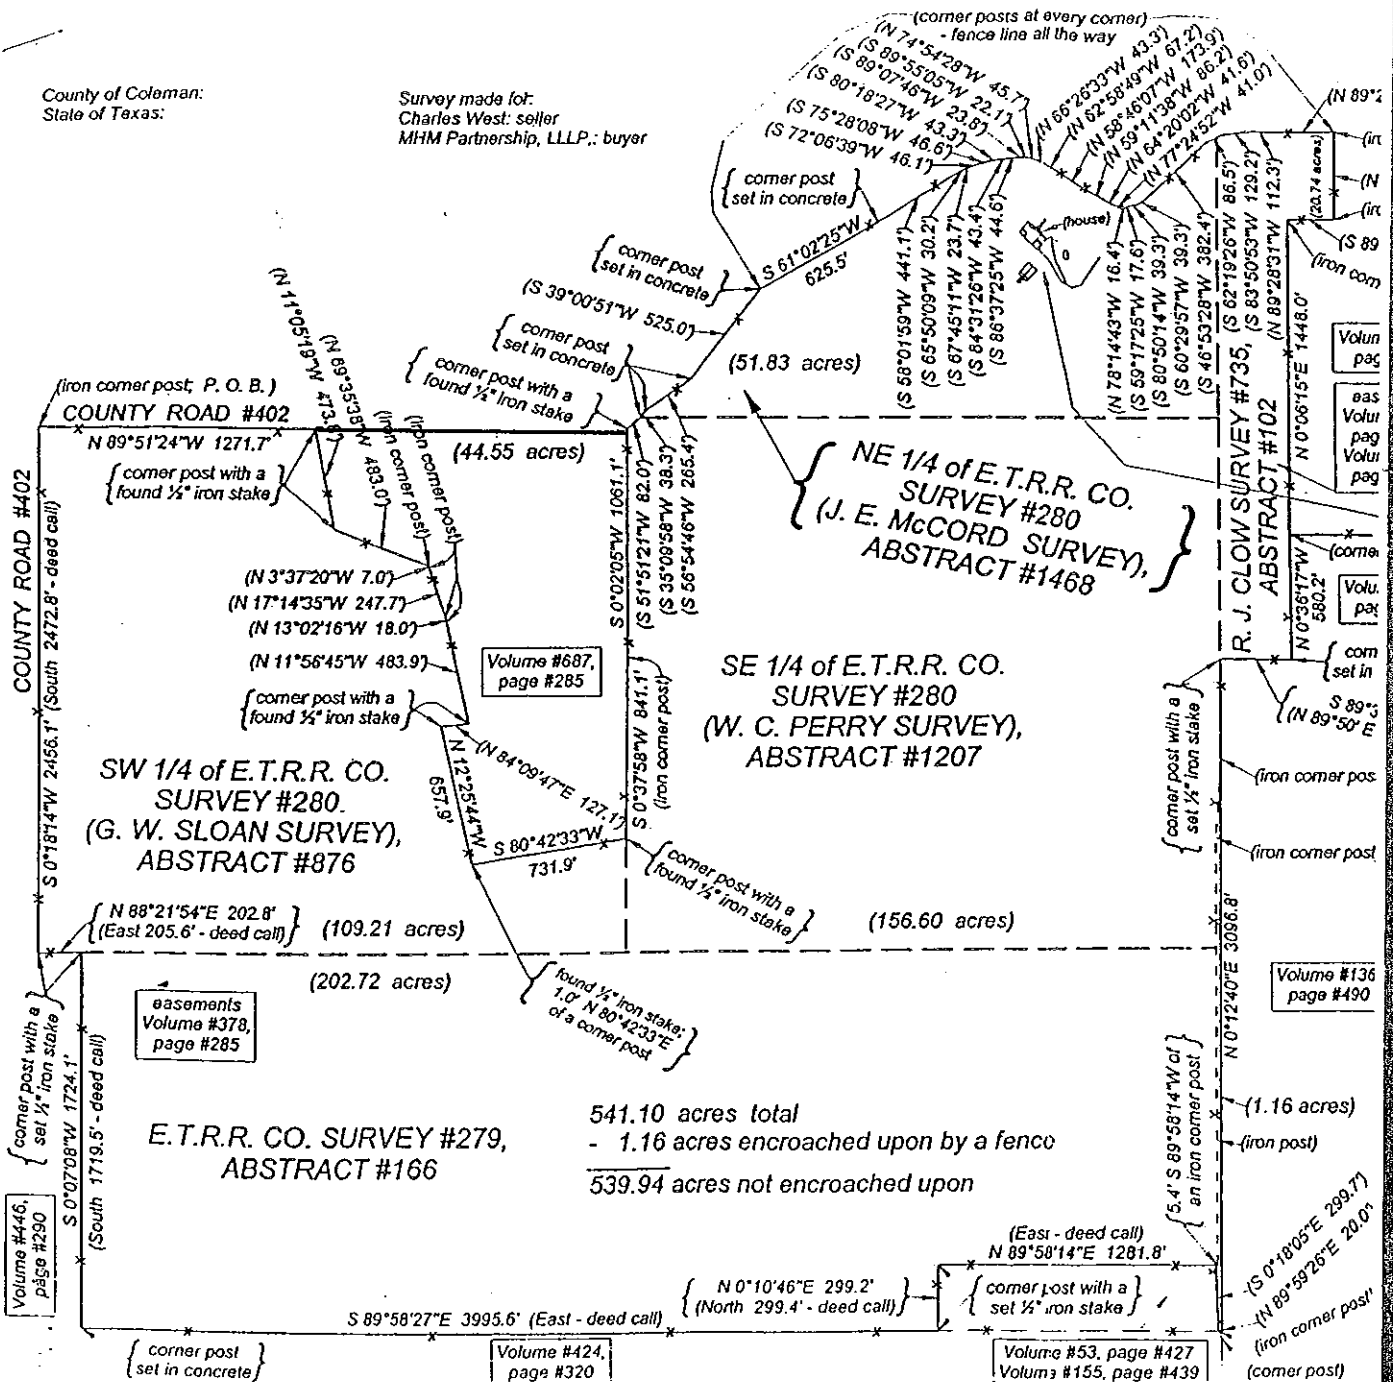 County of Coleman:
State of Texas:
Survey made for:
Charles West: seller
MHM Partnership, LLLP.: buyer
(corner posts at every corner)
- fence line all the way
(N 74°54'28"W 45.7')
(S 89°55'05"W 22.1')
(S 89°07'46"W 23.8')
(S 80°18'27"W 43.3')
(S 75°28'08"W 46.6')
(S 72°06'39"W 46.1')
(N 66°26'33"W 43.3')
(N 62°58'49"W 67.2')
(N 58°46'07"W 173.9')
(N 59°11'38"W 86.2')
(N 64°20'02"W 41.6')
(N 77°24'52"W 41.0')
(N 89°2
(iro
(N
(20.74 acres)
(iro
(S 89
(iron corn
{corner post
set in concrete}
S 61°02'25"W
625.5'
(house)
{corner post
set in concrete}
(S 39°00'51"W 525.0')
{corner post
set in concrete}
{corner post with a
found ½" iron stake}
(51.83 acres)
(S 58°01'59"W 441.1')
(S 65°50'09"W 30.2')
(S 67°45'11"W 23.7')
(S 84°31'26"W 43.4')
(S 86°37'25"W 44.6')
(N 78°14'43"W 16.4')
(S 59°17'25"W 17.6')
(S 80°50'14"W 39.3')
(S 60°29'57"W 39.3')
(S 46°53'28"W 382.4')
(S 62°19'26"W 86.5')
(S 83°50'53"W 129.2')
(N 89°28'31"W 112.3')
N 0°06'15"E 1448.0'
R. J. CLOW SURVEY #735,
ABSTRACT #102
Volun
pag
eas
Volu
pag
Volu
pag
(iron corner post; P. O. B.)
COUNTY ROAD #402
N 89°51'24"W 1271.7'
(N 11°05'19"W 473.8')
(N 69°35'38"W 483.0')
(iron corner post)
(iron corner post)
(44.55 acres)
{corner post with a
found ½" iron stake}
COUNTY ROAD #402
S 0°18'14"W 2456.1' (South 2472.8' - deed call)
(N 3°37'20"W 7.0')
(N 17°14'35"W 247.7')
(N 13°02'16"W 18.0')
(N 11°56'45"W 483.9')
{corner post with a
found ½" iron stake}
Volume #687,
page #285
S 0°02'05"W 1061.1'
(S 51°51'21"W 82.0')
(S 35°09'58"W 38.3')
(S 56°54'46"W 265.4')
NE 1/4 of E.T.R.R. CO.
SURVEY #280
(J. E. McCORD SURVEY),
ABSTRACT #1468
N 0°36'17"W
580.2'
(corne
Volu.
pag
{corn
set in
S 89°3
(N 89°50' E
SE 1/4 of E.T.R.R. CO.
SURVEY #280
(W. C. PERRY SURVEY),
ABSTRACT #1207
S 0°37'58"W 841.1'
(iron corner post)
{corner post with a
set ½" iron stake}
(iron corner pos
(iron corner post
SW 1/4 of E.T.R.R. CO.
SURVEY #280.
(G. W. SLOAN SURVEY),
ABSTRACT #876
N 12°25'44"W
657.9'
(N 84°09'47"E 127.1')
S 80°42'33"W
731.9'
{corner post with a
found ½" iron stake}
{N 88°21'54"E 202.8'
(East 205.6' - deed call)}
(109.21 acres)
(156.60 acres)
(202.72 acres)
N 0°12'40"E 3096.8'
Volume #136
page #490
{corner post with a
set ½" iron stake}
easements
Volume #378,
page #285
{found ½" iron stake;
1.0' N 80°42'33"E
of a corner post}
S 0°07'08"W 1724.1'
(South 1719.5' - deed call)
E.T.R.R. CO. SURVEY #279,
ABSTRACT #166
541.10 acres total
- 1.16 acres encroached upon by a fence
539.94 acres not encroached upon
{5.4' S 89°58'14"W of
an iron corner post}
(1.16 acres)
(iron post)
Volume #446,
page #290
(East - deed call)
N 89°58'14"E 1281.8'
{N 0°10'46"E 299.2'
(North 299.4' - deed call)}
{corner post with a
set ½" iron stake}
(S 0°18'05"E 299.7')
(N 89°59'26"E 20.0')
(iron corner post)
(corner post)
S 89°58'27"E 3995.6' (East - deed call)
{corner post
set in concrete}
Volume #424,
page #320
Volume #53, page #427
Volume #155, page #439